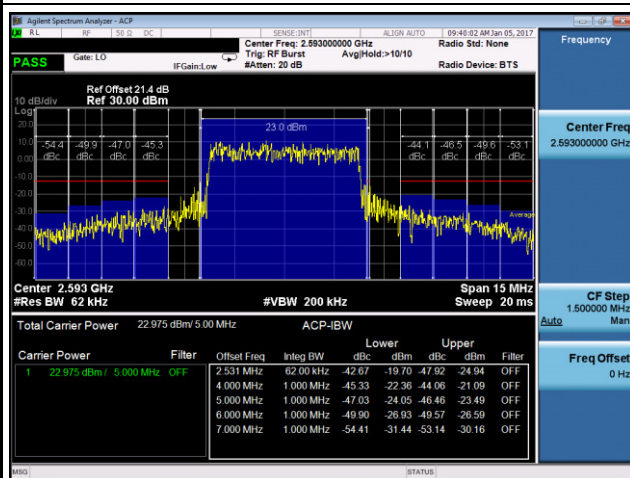 Agilent Spectrum Analyzer - ACP
RL RF 50 Ω DC SENSE:INT ALIGN AUTO 09:40:02 AM Jan 05, 2017
Center Freq: 2.593000000 GHz Radio Std: None
PASS Gate: LO IFGain:Low Trig: RF Burst Avg|Hold:>10/10
#Atten: 20 dB Radio Device: BTS
Ref Offset 21.4 dB
10 dB/div Ref 30.00 dBm
Log
20.0
10.0
0.00
-10.0
-20.0
-30.0
-40.0
-50.0
-60.0
23.0 dBm
-54.4 -49.9 -47.0 -45.3 -44.1 -46.5 -49.6 -53.1
dBc dBc dBc dBc dBc dBc dBc dBc
Average
Center 2.593 GHz Span 15 MHz
#Res BW 62 kHz #VBW 200 kHz Sweep 20 ms
Total Carrier Power 22.975 dBm/ 5.00 MHz ACP-IBW
Lower Upper
Carrier Power Filter Offset Freq Integ BW dBc dBm dBc dBm Filter
1 22.975 dBm / 5.000 MHz OFF 2.531 MHz 62.00 kHz -42.67 -19.70 -47.92 -24.94 OFF
4.000 MHz 1.000 MHz -45.33 -22.36 -44.06 -21.09 OFF
5.000 MHz 1.000 MHz -47.03 -24.05 -46.46 -23.49 OFF
6.000 MHz 1.000 MHz -49.90 -26.93 -49.57 -26.59 OFF
7.000 MHz 1.000 MHz -54.41 -31.44 -53.14 -30.16 OFF
MSG STATUS
Frequency
Center Freq
2.593000000 GHz
CF Step
1.500000 MHz
Auto Man
Freq Offset
0 Hz